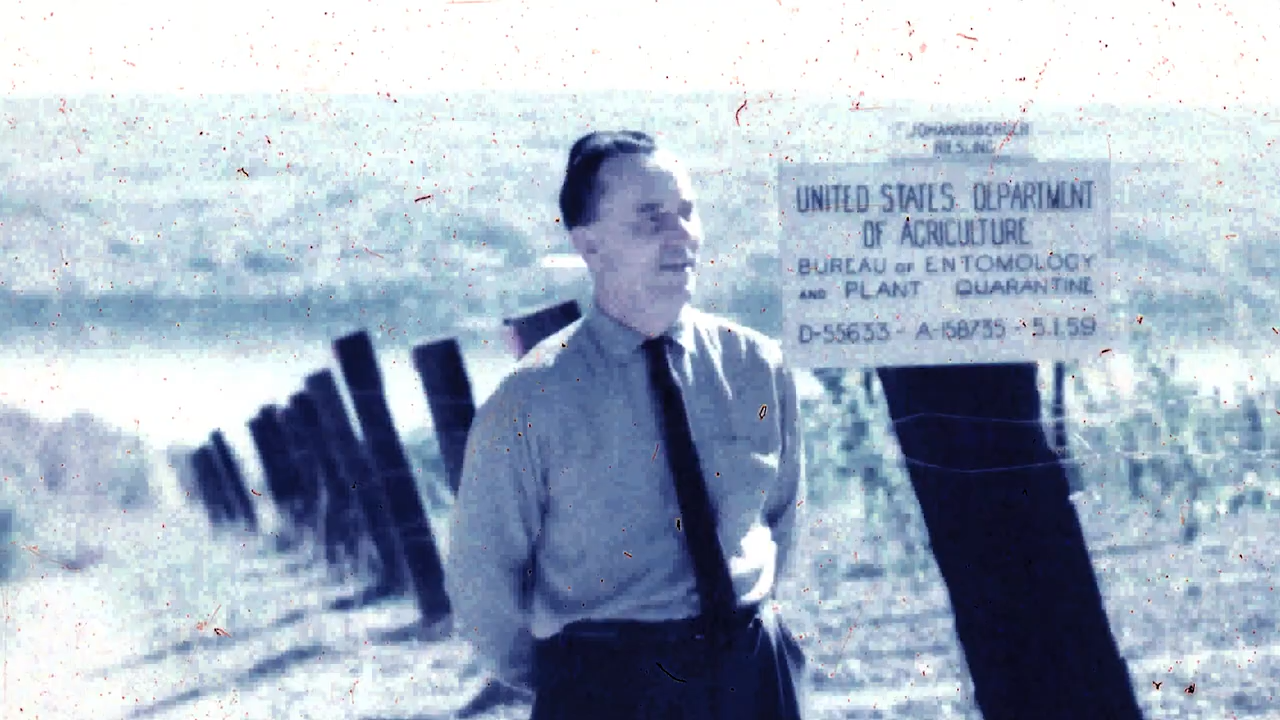 JOHANNISBERGER
RIESLING
UNITED STATES DEPARTMENT
OF AGRICULTURE
BUREAU OF ENTOMOLOGY
AND PLANT QUARANTINE
D-55633 - A-158735 - 5.1.59